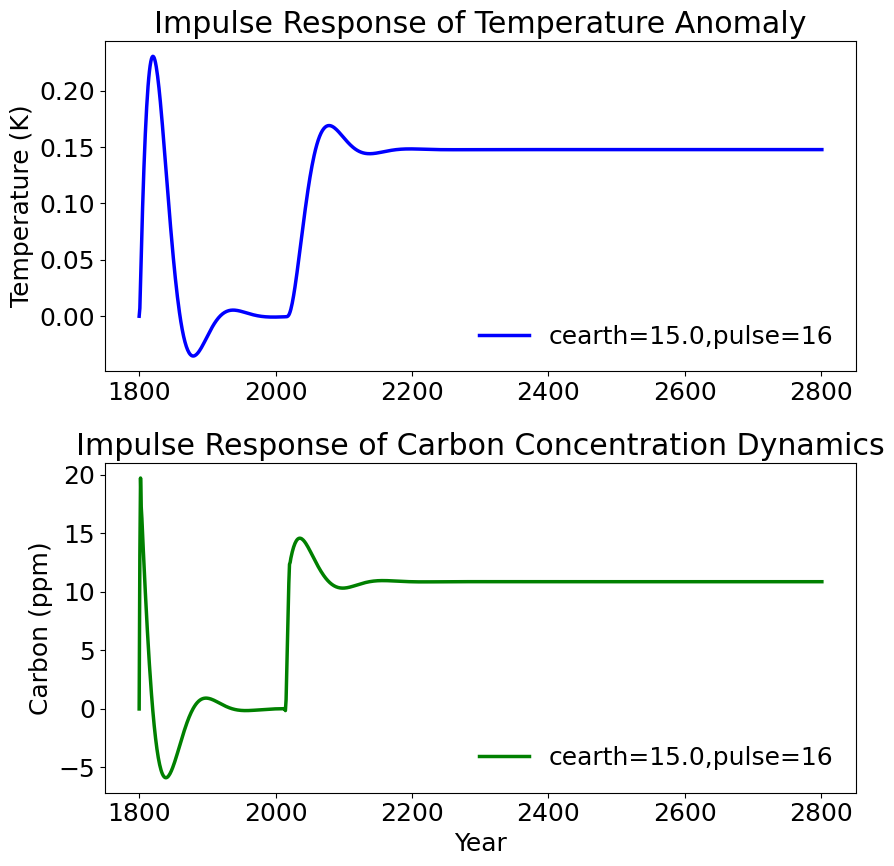 Impulse Response of Temperature Anomaly
Temperature (K)
0.20
0.15
0.10
0.05
0.00
cearth=15.0,pulse=16
1800 2000 2200 2400 2600 2800
Impulse Response of Carbon Concentration Dynamics
Carbon (ppm)
20
15
10
5
0
−5
cearth=15.0,pulse=16
1800 2000 2200 2400 2600 2800
Year